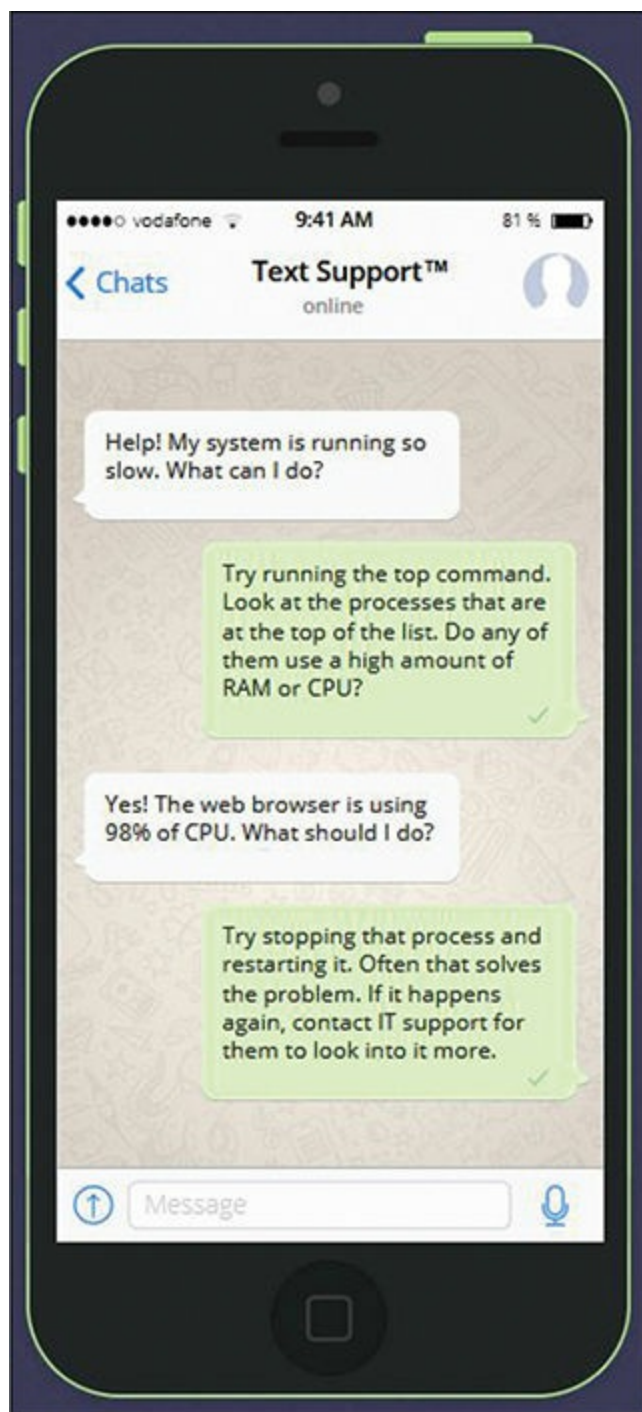 vodafone 9:41 AM 81 %
Chats Text Support™
online
Help! My system is running so
slow. What can I do?
Try running the top command.
Look at the processes that are
at the top of the list. Do any of
them use a high amount of
RAM or CPU?
Yes! The web browser is using
98% of CPU. What should I do?
Try stopping that process and
restarting it. Often that solves
the problem. If it happens
again, contact IT support for
them to look into it more.
Message